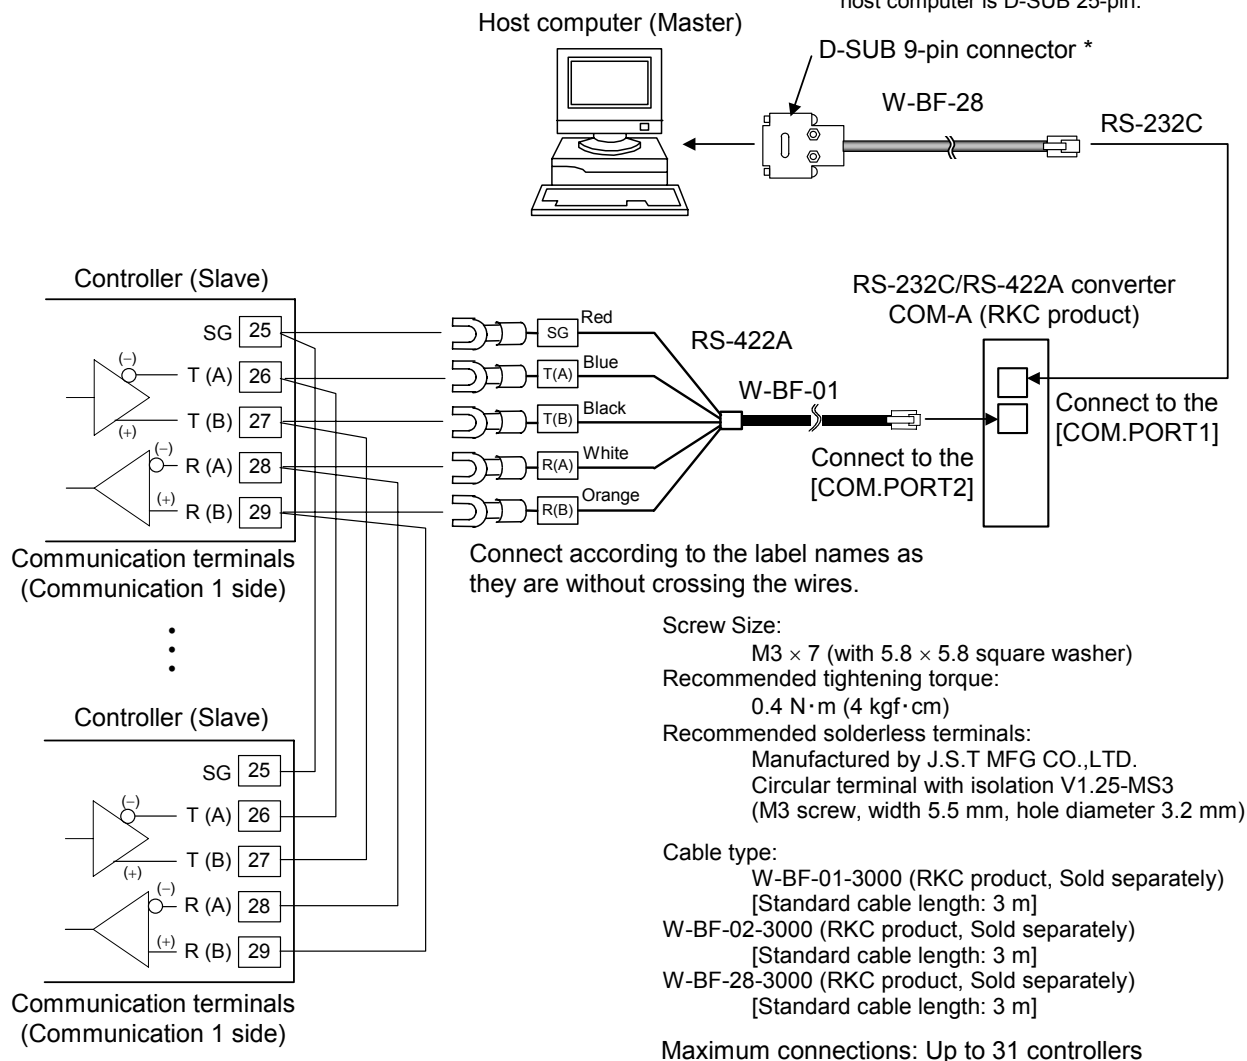 host computer is D-SUB 25-pin.
Host computer (Master)
D-SUB 9-pin connector *
W-BF-28
RS-232C
Controller (Slave)
SG 25
(−)
T (A) 26
T (B) 27
(+)
(−)
R (A) 28
(+)
R (B) 29
Communication terminals
(Communication 1 side)
SG Red
T(A) Blue
T(B) Black
R(A) White
R(B) Orange
RS-422A
W-BF-01
RS-232C/RS-422A converter
COM-A (RKC product)
Connect to the
[COM.PORT1]
Connect to the
[COM.PORT2]
Connect according to the label names as
they are without crossing the wires.
Controller (Slave)
SG 25
(−)
T (A) 26
T (B) 27
(+)
(−)
R (A) 28
(+)
R (B) 29
Communication terminals
(Communication 1 side)
Screw Size:
M3 × 7 (with 5.8 × 5.8 square washer)
Recommended tightening torque:
0.4 N・m (4 kgf・cm)
Recommended solderless terminals:
Manufactured by J.S.T MFG CO.,LTD.
Circular terminal with isolation V1.25-MS3
(M3 screw, width 5.5 mm, hole diameter 3.2 mm)
Cable type:
W-BF-01-3000 (RKC product, Sold separately)
[Standard cable length: 3 m]
W-BF-02-3000 (RKC product, Sold separately)
[Standard cable length: 3 m]
W-BF-28-3000 (RKC product, Sold separately)
[Standard cable length: 3 m]
Maximum connections: Up to 31 controllers